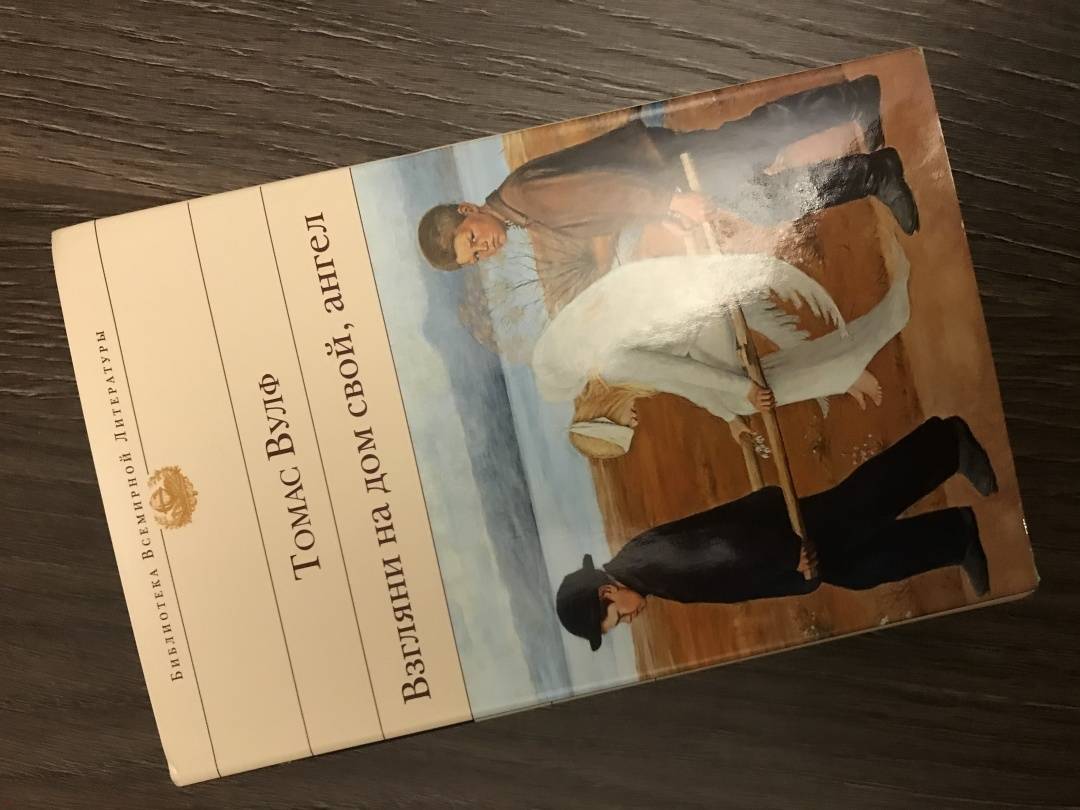 Библиотека Всемирной Литературы
Томас Вулф
Взгляни на дом свой, ангел